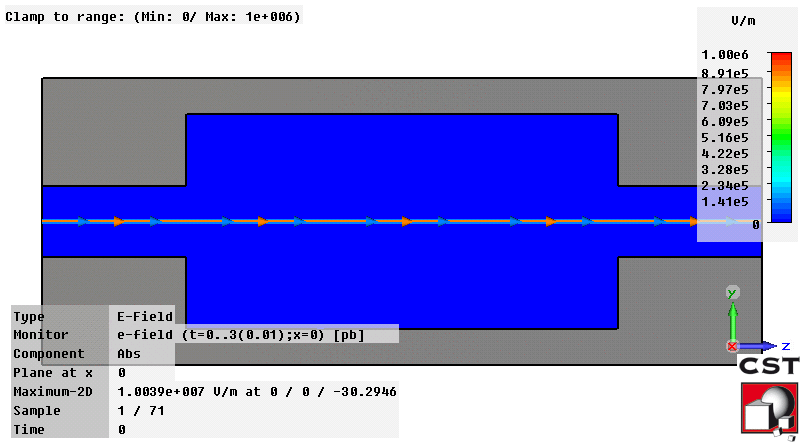 Clamp to range: (Min: 0/ Max: 1e+006)
V/m
1.00e6
8.91e5
7.97e5
7.03e5
6.09e5
5.16e5
4.22e5
3.28e5
2.34e5
1.41e5
0
y
x
z
Type E-Field
Monitor e-field (t=0..3(0.01);x=0) [pb]
Component Abs
Plane at x 0
Maximum-2D 1.0039e+007 V/m at 0 / 0 / -30.2946
Sample 1 / 71
Time 0
CST